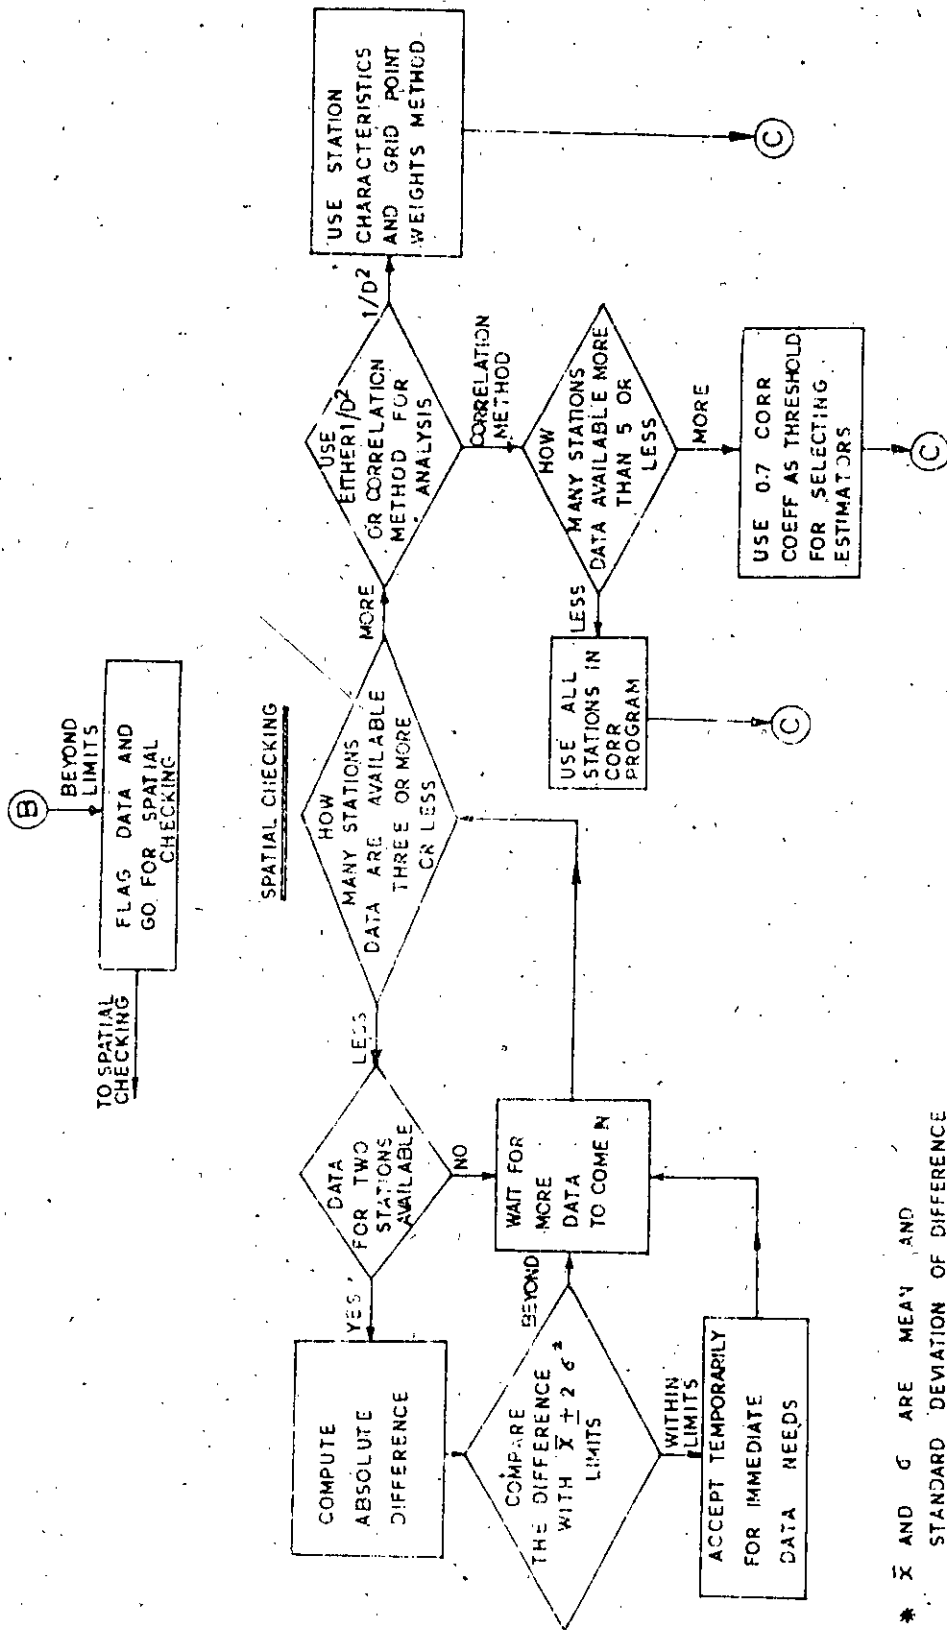 B
BEYOND
LIMITS
FLAG DATA AND
GO FOR SPATIAL
CHECKING
TO SPATIAL
CHECKING
SPATIAL CHECKING
HOW
MANY STATIONS
DATA ARE AVAILABLE
THREE OR MORE
OR LESS
LESS
MORE
DATA
FOR TWO
STATIONS
AVAILABLE
YES
NO
COMPUTE
ABSOLUTE
DIFFERENCE
COMPARE
THE DIFFERENCE
WITH X̄ ± 2 σ *
LIMITS
BEYOND
WITHIN
LIMITS
WAIT FOR
MORE
DATA
TO COME IN
ACCEPT TEMPORARILY
FOR IMMEDIATE
DATA NEEDS
USE
EITHER 1/D²
OR CORRELATION
METHOD FOR
ANALYSIS
1/D²
USE STATION
CHARACTERISTICS
AND GRID POINT
WEIGHTS METHOD
C
CORRELATION
METHOD
HOW
MANY STATIONS
DATA AVAILABLE MORE
THAN 5 OR
LESS
LESS
USE ALL
STATIONS IN
CORR
PROGRAM
C
MORE
USE 0.7 CORR
COEFF AS THRESHOLD
FOR SELECTING
ESTIMATORS
C
* X̄ AND σ ARE MEAN AND
STANDARD DEVIATION OF DIFFERENCE